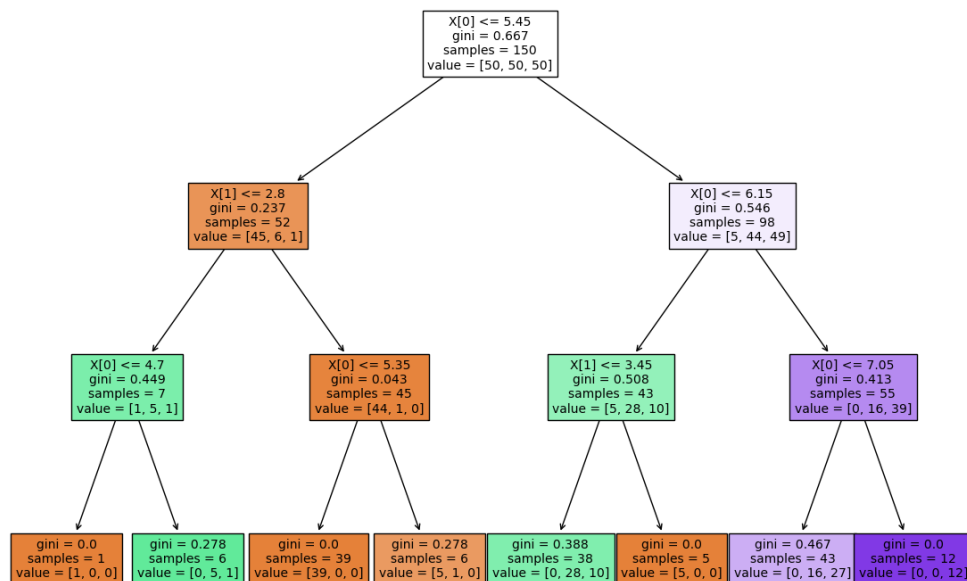 X[0] <= 5.45
gini = 0.667
samples = 150
value = [50, 50, 50]
X[1] <= 2.8
gini = 0.237
samples = 52
value = [45, 6, 1]
X[0] <= 6.15
gini = 0.546
samples = 98
value = [5, 44, 49]
X[0] <= 4.7
gini = 0.449
samples = 7
value = [1, 5, 1]
X[0] <= 5.35
gini = 0.043
samples = 45
value = [44, 1, 0]
X[1] <= 3.45
gini = 0.508
samples = 43
value = [5, 28, 10]
X[0] <= 7.05
gini = 0.413
samples = 55
value = [0, 16, 39]
gini = 0.0
samples = 1
value = [1, 0, 0]
gini = 0.278
samples = 6
value = [0, 5, 1]
gini = 0.0
samples = 39
value = [39, 0, 0]
gini = 0.278
samples = 6
value = [5, 1, 0]
gini = 0.388
samples = 38
value = [0, 28, 10]
gini = 0.0
samples = 5
value = [5, 0, 0]
gini = 0.467
samples = 43
value = [0, 16, 27]
gini = 0.0
samples = 12
value = [0, 0, 12]